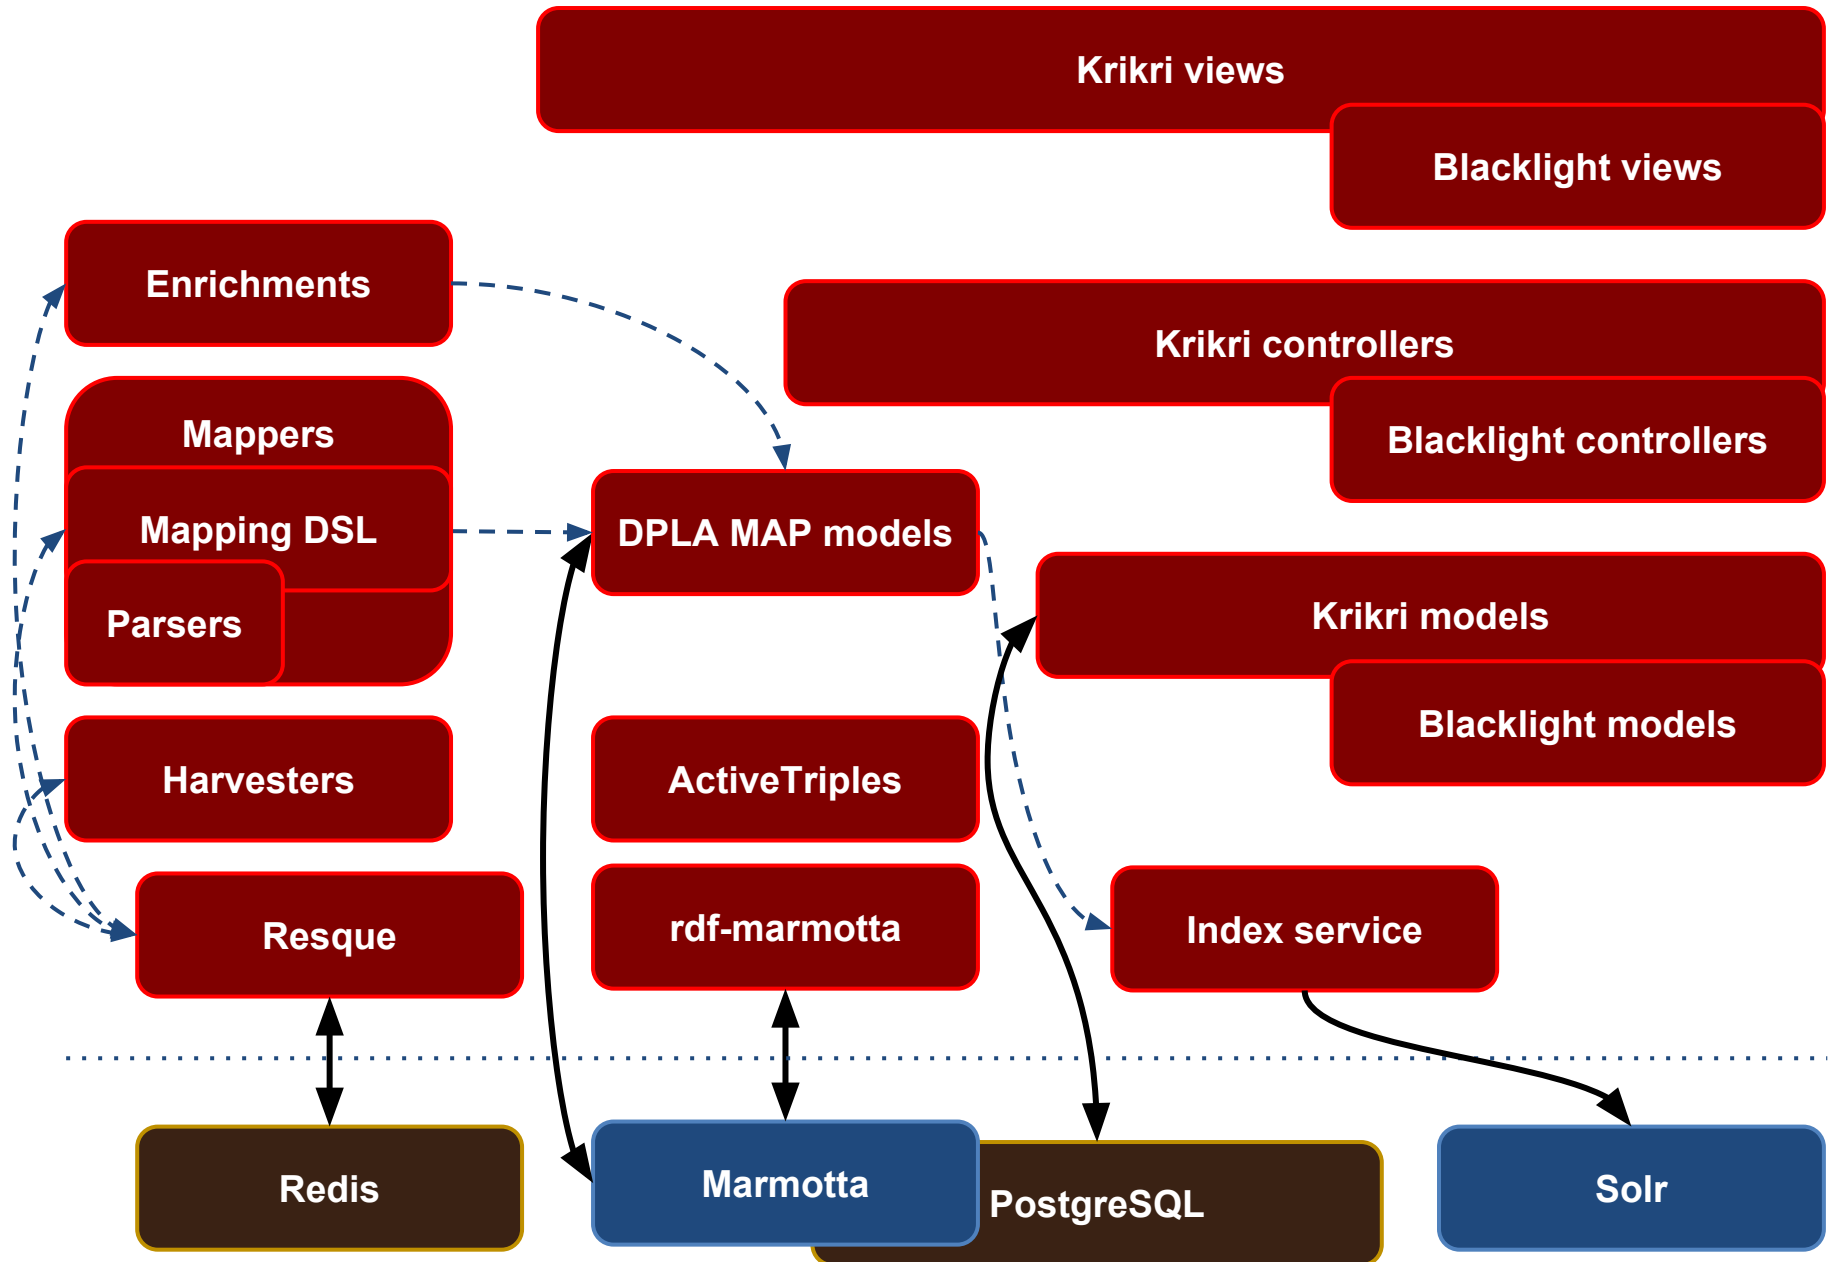 Krikri views
Blacklight views
Enrichments
Krikri controllers
Mappers
Blacklight controllers
Mapping DSL
DPLA MAP models
Parsers
Krikri models
Blacklight models
Harvesters
ActiveTriples
Resque
rdf-marmotta
Index service
Redis
Marmotta
PostgreSQL
Solr